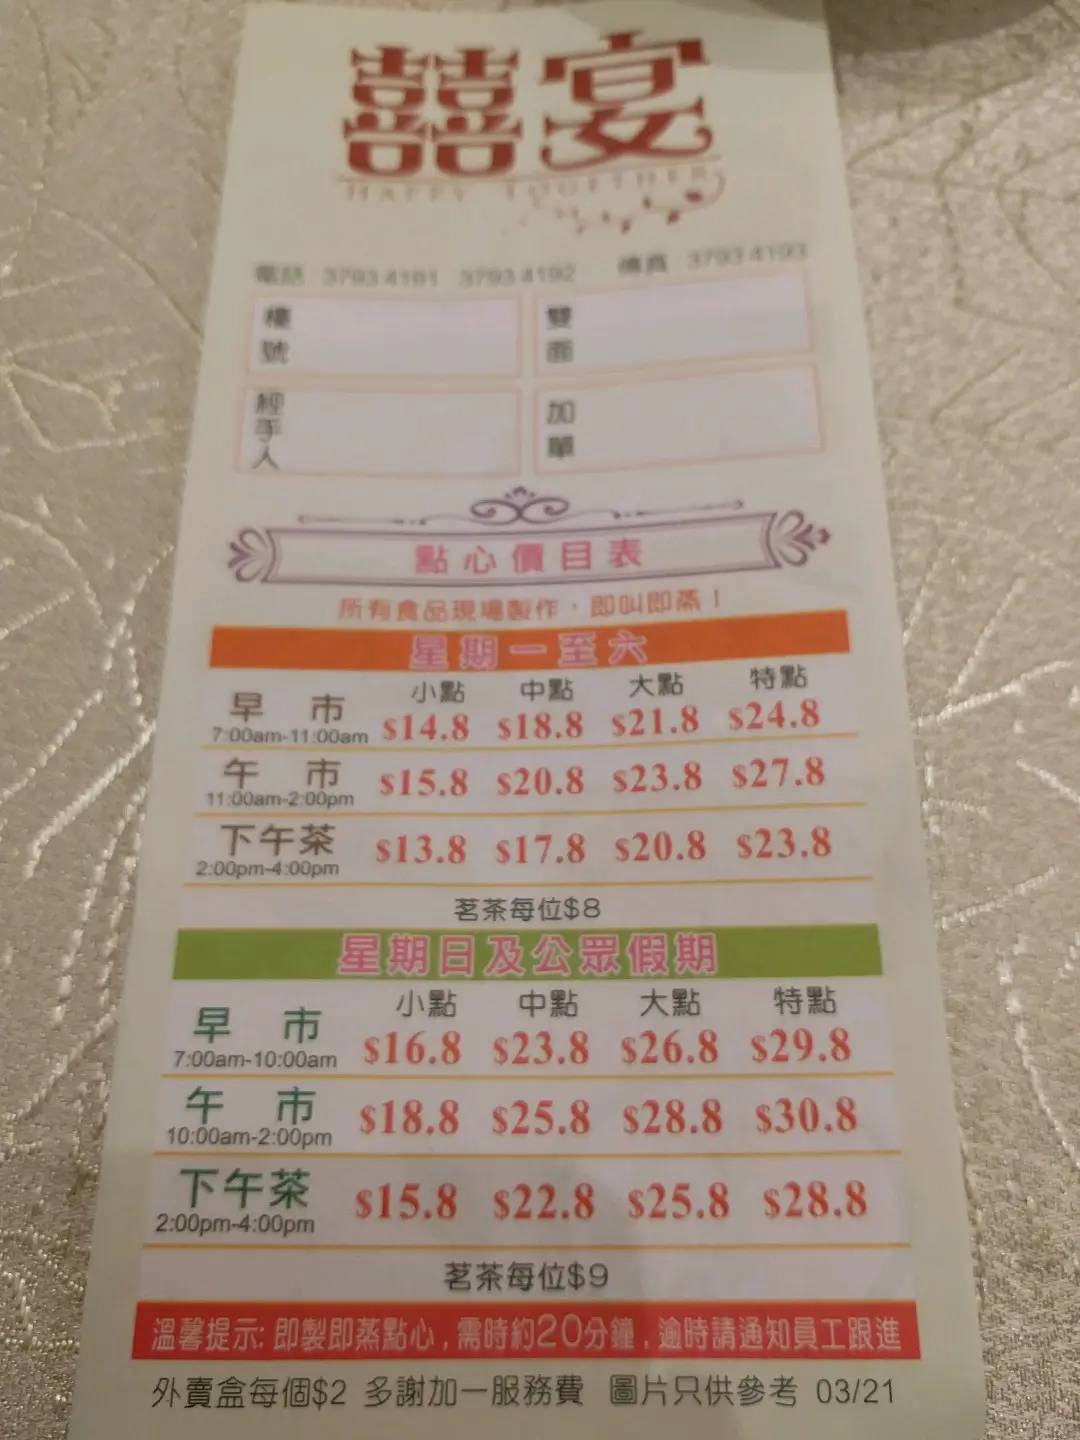 囍宴
HAPPY TOGETHER
電話 3793 4191 3793 4192 傳真 3793 4193
檯號
雙面
經手人
加單
點心價目表
所有食品現場製作，即叫即蒸！
星期一至六
小點 中點 大點 特點
早市 $14.8 $18.8 $21.8 $24.8
7:00am-11:00am
午市 $15.8 $20.8 $23.8 $27.8
11:00am-2:00pm
下午茶 $13.8 $17.8 $20.8 $23.8
2:00pm-4:00pm
茗茶每位$8
星期日及公眾假期
小點 中點 大點 特點
早市 $16.8 $23.8 $26.8 $29.8
7:00am-10:00am
午市 $18.8 $25.8 $28.8 $30.8
10:00am-2:00pm
下午茶 $15.8 $22.8 $25.8 $28.8
2:00pm-4:00pm
茗茶每位$9
溫馨提示: 即製即蒸點心, 需時約20分鐘, 逾時請通知員工跟進
外賣盒每個$2 多謝加一服務費 圖片只供參考 03/21